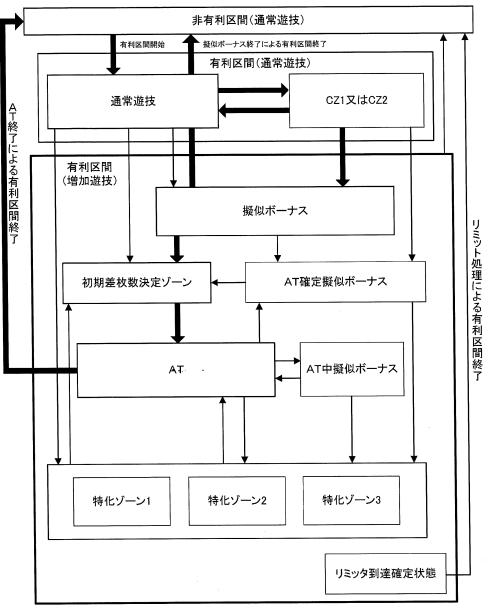 非有利区間(通常遊技)
有利区間開始
擬似ボーナス終了による有利区間終了
有利区間(通常遊技)
通常遊技
CZ1又はCZ2
AT終了による有利区間終了
有利区間
(増加遊技)
擬似ボーナス
初期差枚数決定ゾーン
AT確定擬似ボーナス
リミット処理による有利区間終了
AT
AT中擬似ボーナス
特化ゾーン1
特化ゾーン2
特化ゾーン3
リミッタ到達確定状態